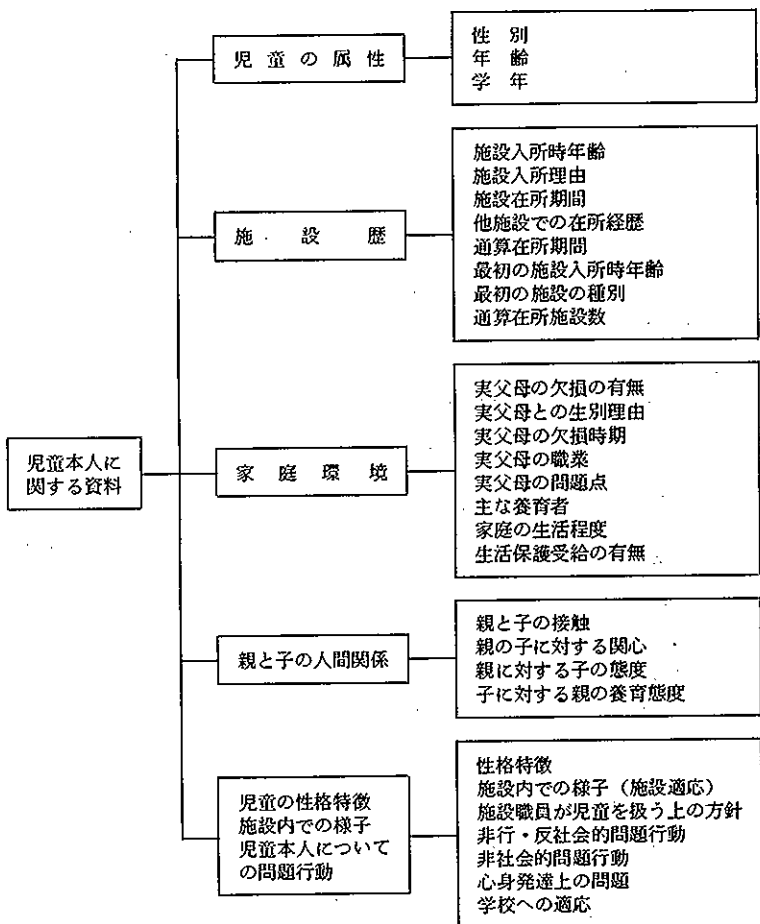 児童本人に
関する資料
児童の属性
性別
年齢
学年
施設歴
施設入所時年齢
施設入所理由
施設在所期間
他施設での在所経歴
通算在所期間
最初の施設入所時年齢
最初の施設の種別
通算在所施設数
家庭環境
実父母の欠損の有無
実父母との生別理由
実父母の欠損時期
実父母の職業
実父母の問題点
主な養育者
家庭の生活程度
生活保護受給の有無
親と子の人間関係
親と子の接触
親の子に対する関心
親に対する子の態度
子に対する親の養育態度
児童の性格特徴
施設内での様子
児童本人について
の問題行動
性格特徴
施設内での様子（施設適応）
施設職員が児童を扱う上の方針
非行・反社会的問題行動
非社会的問題行動
心身発達上の問題
学校への適応